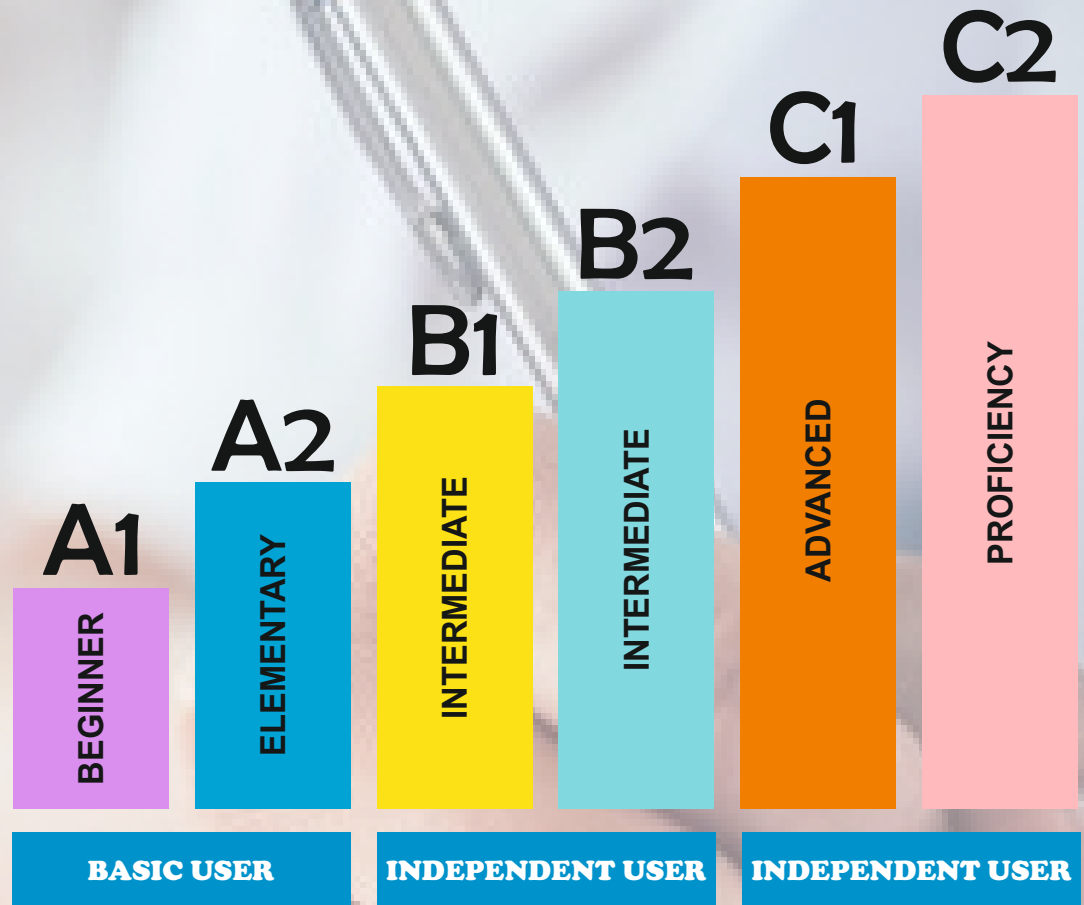 A1
BEGINNER
A2
ELEMENTARY
B1
INTERMEDIATE
B2
INTERMEDIATE
C1
ADVANCED
C2
PROFICIENCY
BASIC USER
INDEPENDENT USER
INDEPENDENT USER